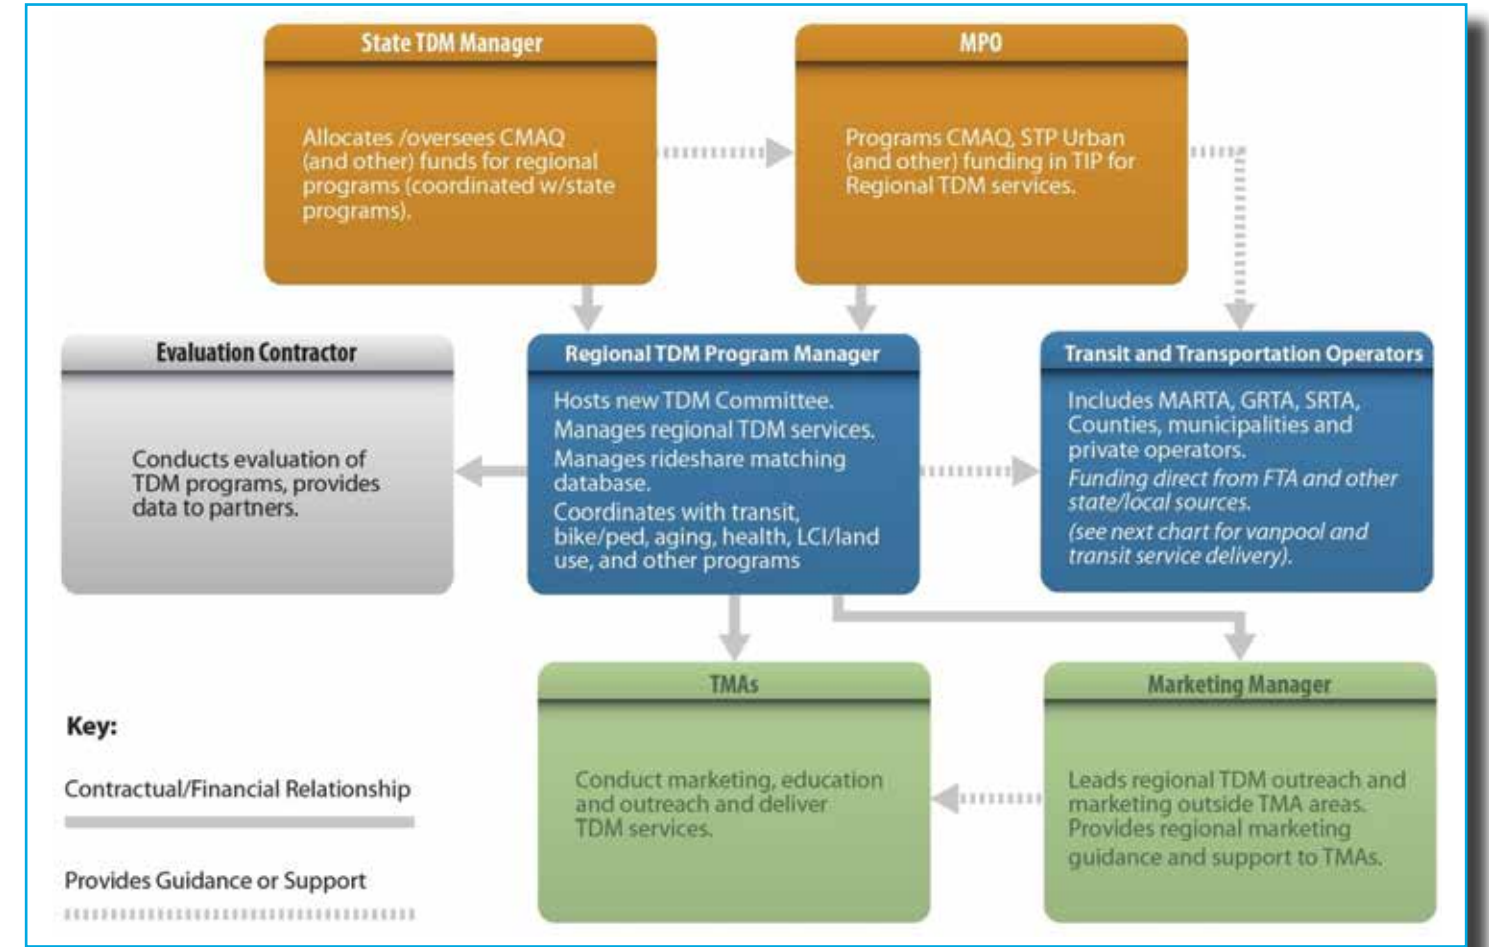 State TDM Manager
Allocates /oversees CMAQ
(and other) funds for regional
programs (coordinated w/state
programs).
MPO
Programs CMAQ, STP Urban
(and other) funding in TIP for
Regional TDM services.
Evaluation Contractor
Conducts evaluation of
TDM programs, provides
data to partners.
Regional TDM Program Manager
Hosts new TDM Committee.
Manages regional TDM services.
Manages rideshare matching
database.
Coordinates with transit,
bike/ped, aging, health, LCI/land
use, and other programs
Transit and Transportation Operators
Includes MARTA, GRTA, SRTA,
Counties, municipalities and
private operators.
Funding direct from FTA and other
state/local sources.
(see next chart for vanpool and
transit service delivery).
TMAs
Conduct marketing, education
and outreach and deliver
TDM services.
Marketing Manager
Leads regional TDM outreach and
marketing outside TMA areas.
Provides regional marketing
guidance and support to TMAs.
Key:
Contractual/Financial Relationship
Provides Guidance or Support